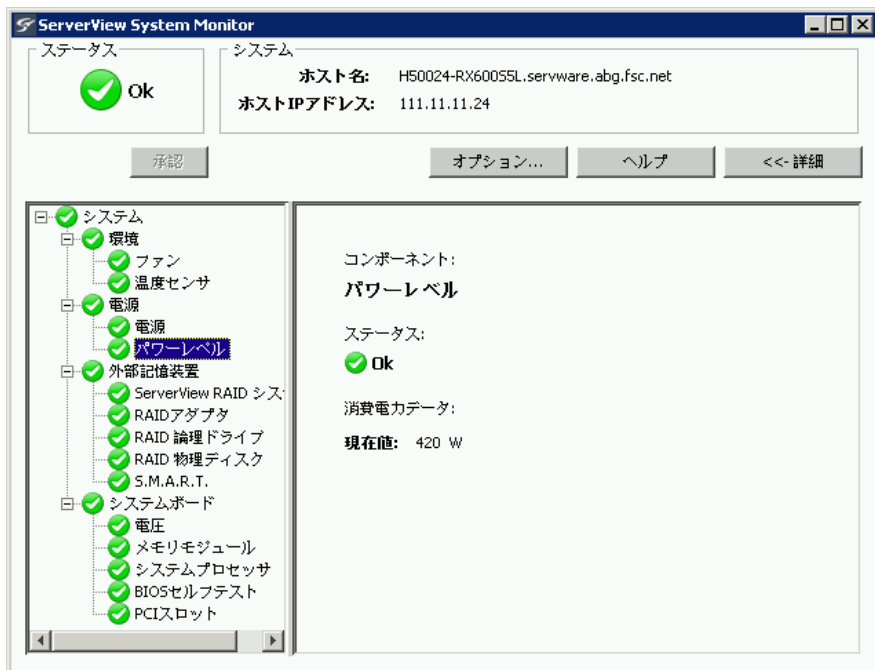 ServerView System Monitor
ステータス
Ok
システム
ホスト名: H50024-RX600S5L.servware.abg.fsc.net
ホストIPアドレス: 111.11.11.24
承認
オプション...
ヘルプ
<<- 詳細
システム
環境
ファン
温度センサ
電源
電源
パワーレベル
外部記憶装置
ServerView RAID シス
RAIDアダプタ
RAID 論理ドライブ
RAID 物理ディスク
S.M.A.R.T.
システムボード
電圧
メモリモジュール
システムプロセッサ
BIOSセルフテスト
PCIスロット
コンポーネント:
パワーレベル
ステータス:
Ok
消費電力データ:
現在値: 420 W